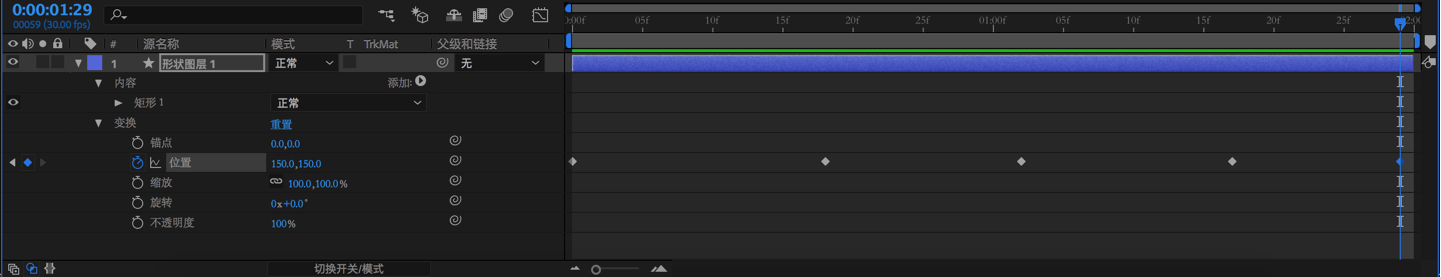 0:00:01:29
00059 (30.00 fps)
:00f 05f 10f 15f 20f 25f 01:00f 05f 10f 15f 20f 25f
# 源名称 模式 T TrkMat 父级和链接
1 形状图层 1 正常 无
内容 添加:
矩形 1 正常
变换 重置
锚点 0.0,0.0
位置 150.0,150.0
缩放 100.0,100.0%
旋转 0x+0.0°
不透明度 100%
切换开关/模式